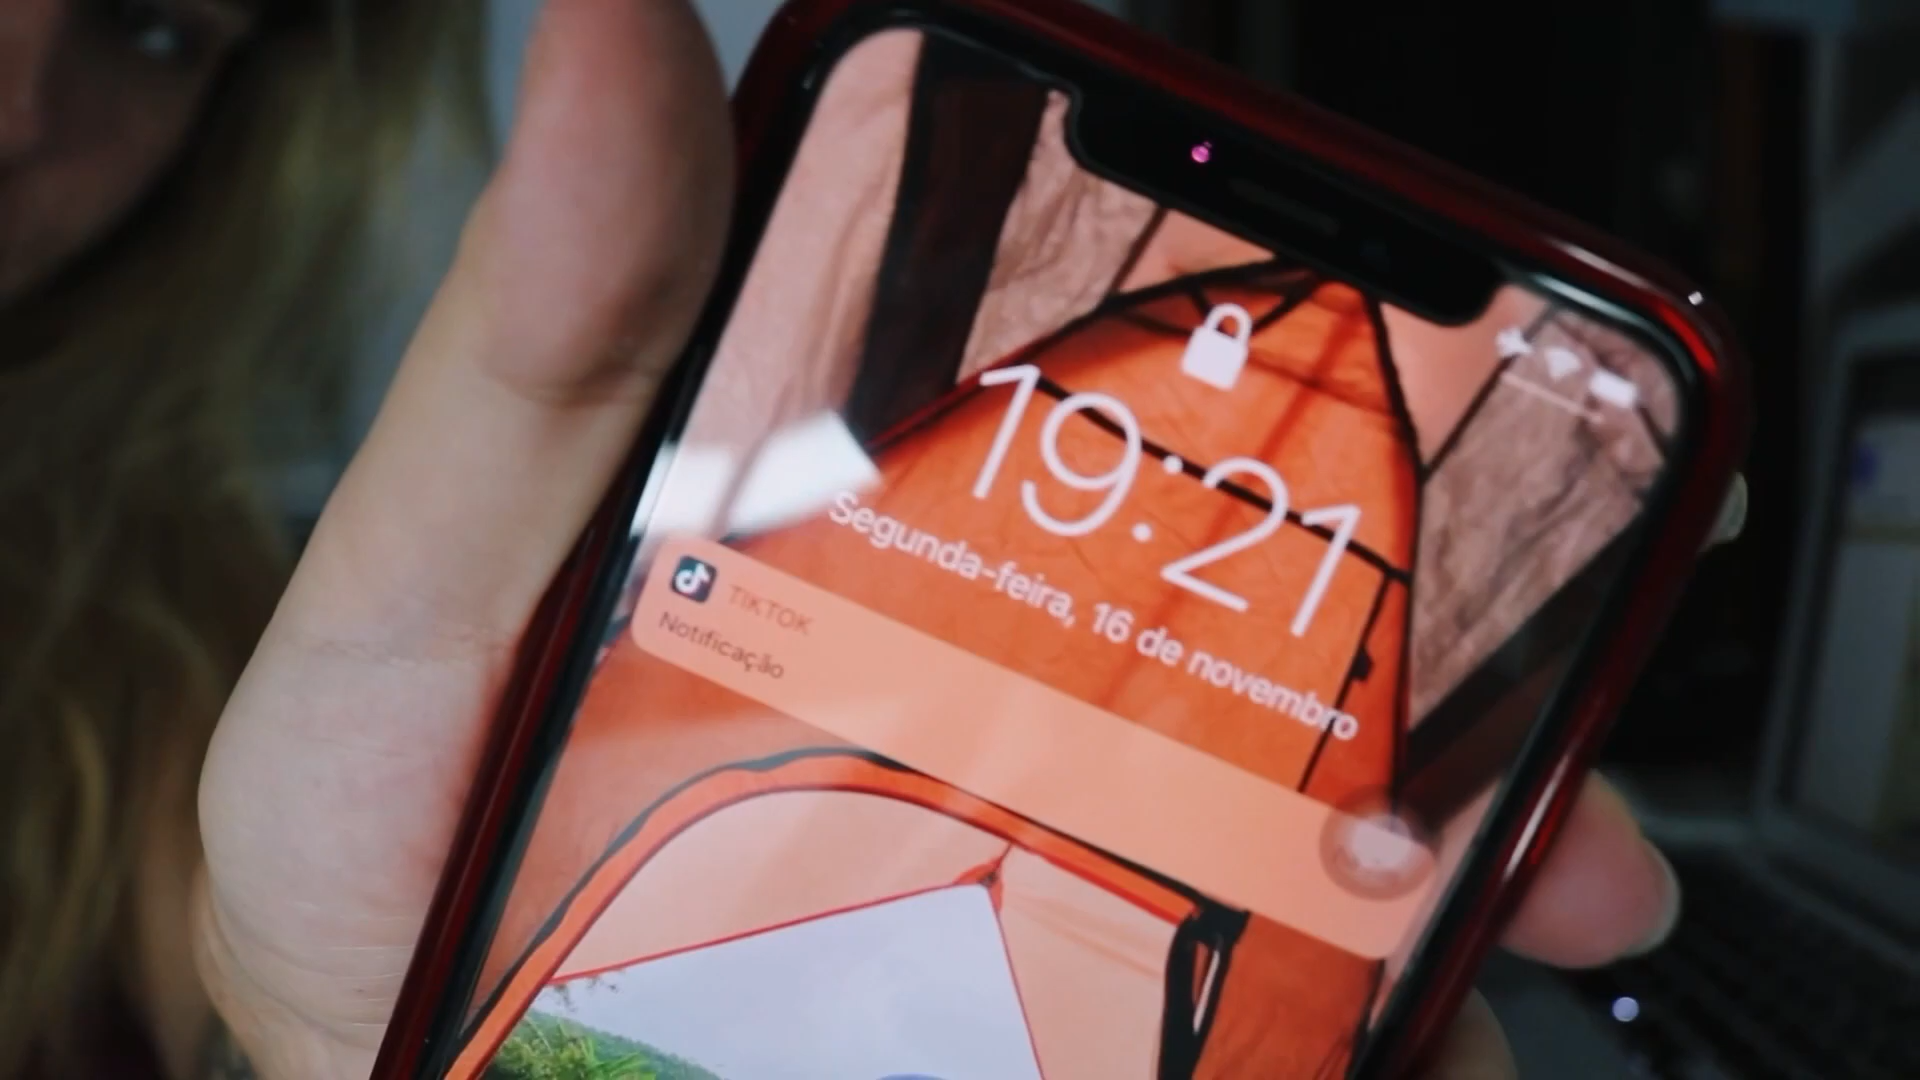 19:21
Segunda-feira, 16 de novembro
TIKTOK
Notificação